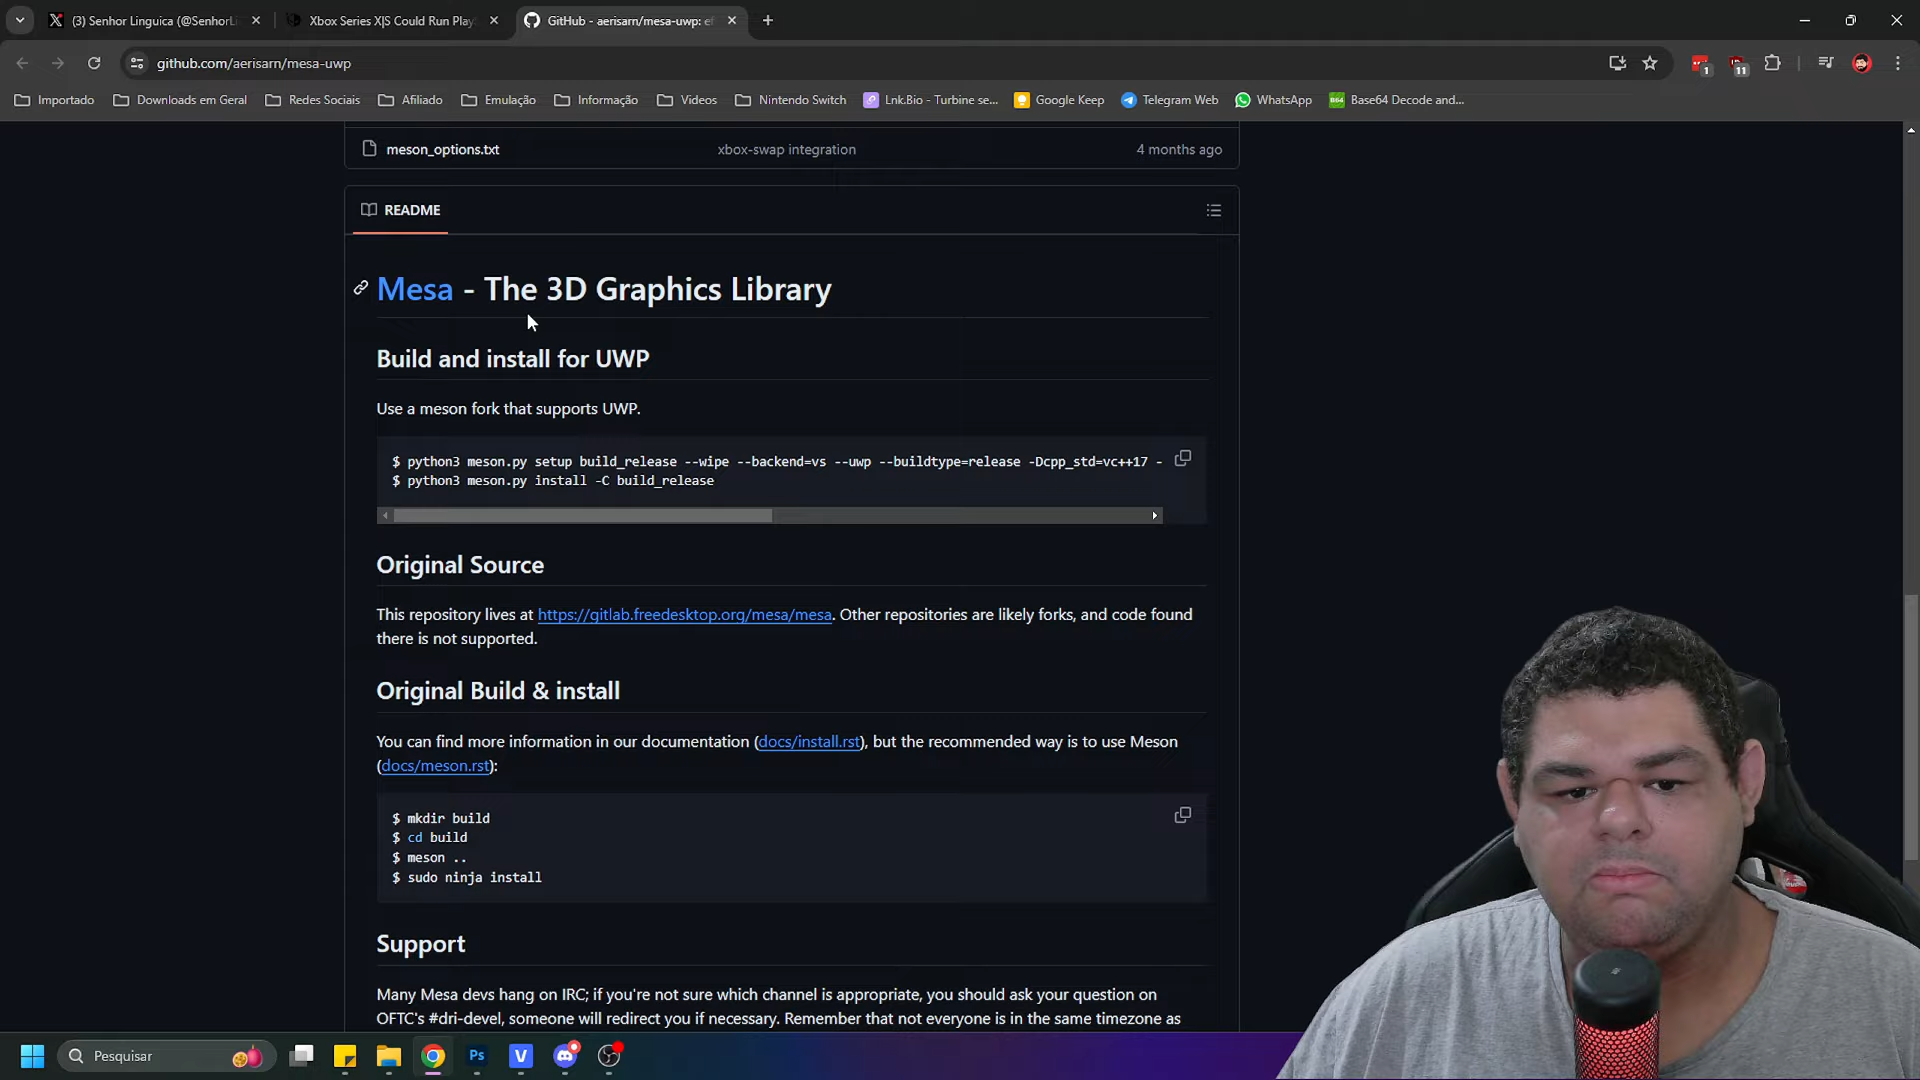 (3) Senhor Linguica (@SenhorLi
Xbox Series X|S Could Run Play
GitHub - aerisarn/mesa-uwp: ef
github.com/aerisarn/mesa-uwp
1
11
Importado
Downloads em Geral
Redes Sociais
Afiliado
Emulação
Informação
Videos
Nintendo Switch
Lnk.Bio - Turbine se...
Google Keep
Telegram Web
WhatsApp
B64
Base64 Decode and...
meson_options.txt
xbox-swap integration
4 months ago
README
Mesa - The 3D Graphics Library
Build and install for UWP
Use a meson fork that supports UWP.
$ python3 meson.py setup build_release --wipe --backend=vs --uwp --buildtype=release -Dcpp_std=vc++17 -
$ python3 meson.py install -C build_release
Original Source
This repository lives at https://gitlab.freedesktop.org/mesa/mesa. Other repositories are likely forks, and code found
there is not supported.
Original Build & install
You can find more information in our documentation (docs/install.rst), but the recommended way is to use Meson
(docs/meson.rst):
$ mkdir build
$ cd build
$ meson ..
$ sudo ninja install
Support
Many Mesa devs hang on IRC; if you're not sure which channel is appropriate, you should ask your question on
OFTC's #dri-devel, someone will redirect you if necessary. Remember that not everyone is in the same timezone as
Pesquisar
Ps
V